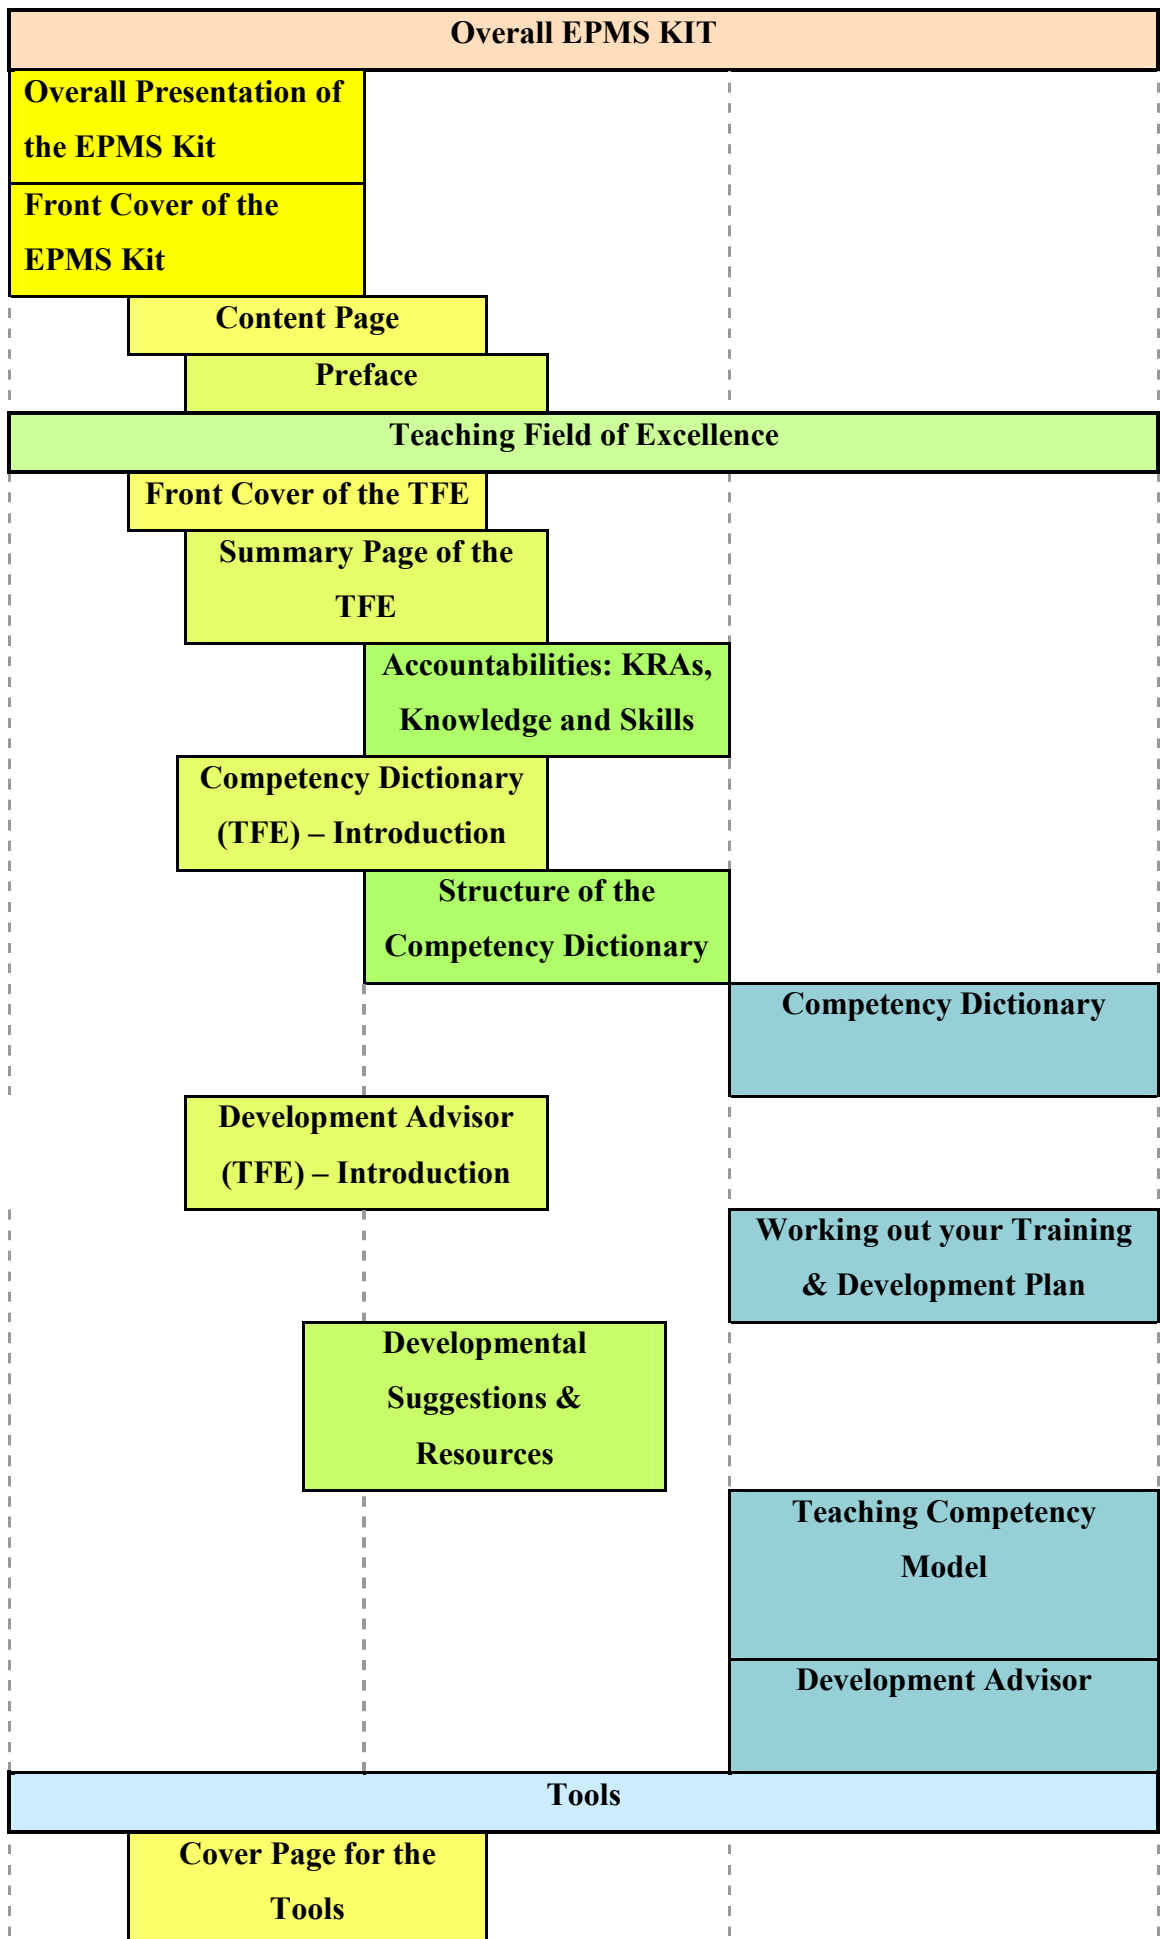 Overall EPMS KIT
Overall Presentation of
the EPMS Kit
Front Cover of the
EPMS Kit
Content Page
Preface
Teaching Field of Excellence
Front Cover of the TFE
Summary Page of the
TFE
Accountabilities: KRAs,
Knowledge and Skills
Competency Dictionary
(TFE) – Introduction
Structure of the
Competency Dictionary
Competency Dictionary
Development Advisor
(TFE) – Introduction
Working out your Training
& Development Plan
Developmental
Suggestions &
Resources
Teaching Competency
Model
Development Advisor
Tools
Cover Page for the
Tools